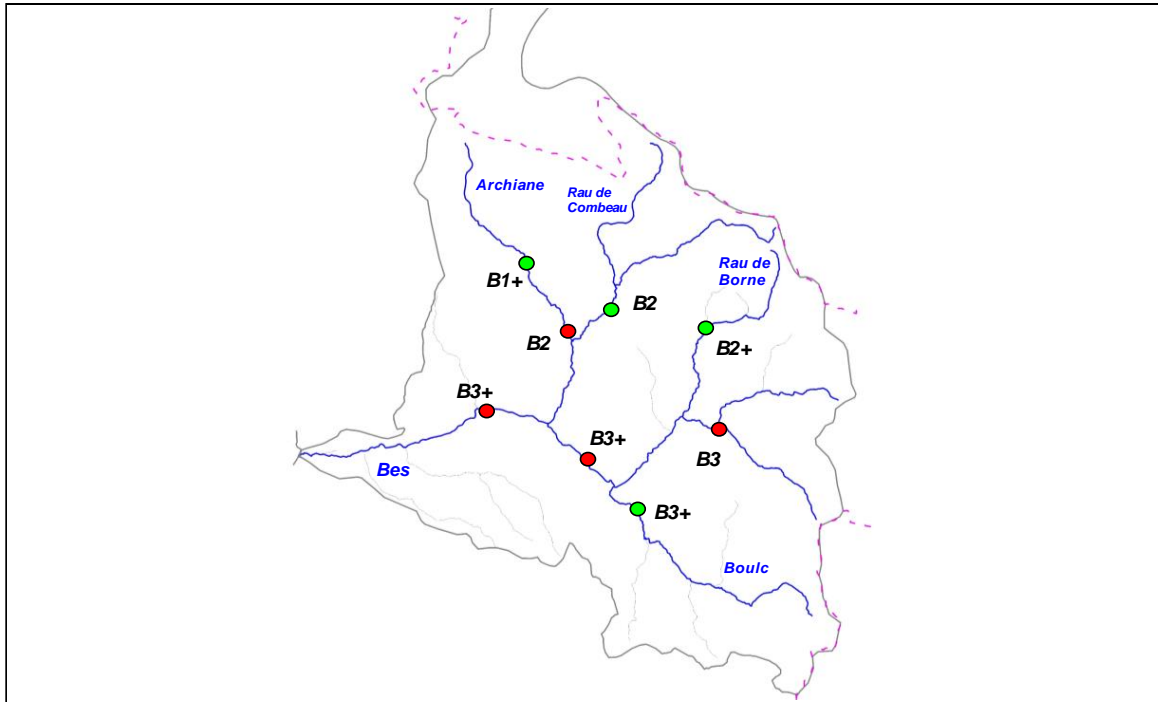 Archiane
Rau de
Combeau
Rau de
Borne
B1+
B2
B2
B2+
B3+
B3+
B3
Bes
B3+
Boulc